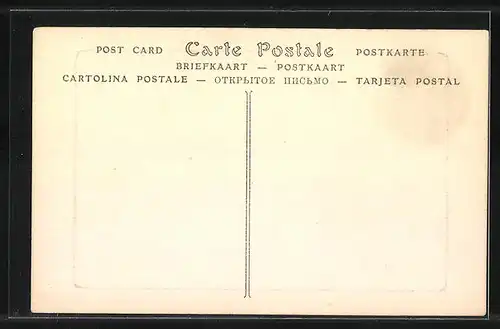 POST CARD Carte Postale POSTKARTE
BRIEFKAART — POSTKAART
CARTOLINA POSTALE — ОТКРЫТОЕ ПИСЬМО — TARJETA POSTAL